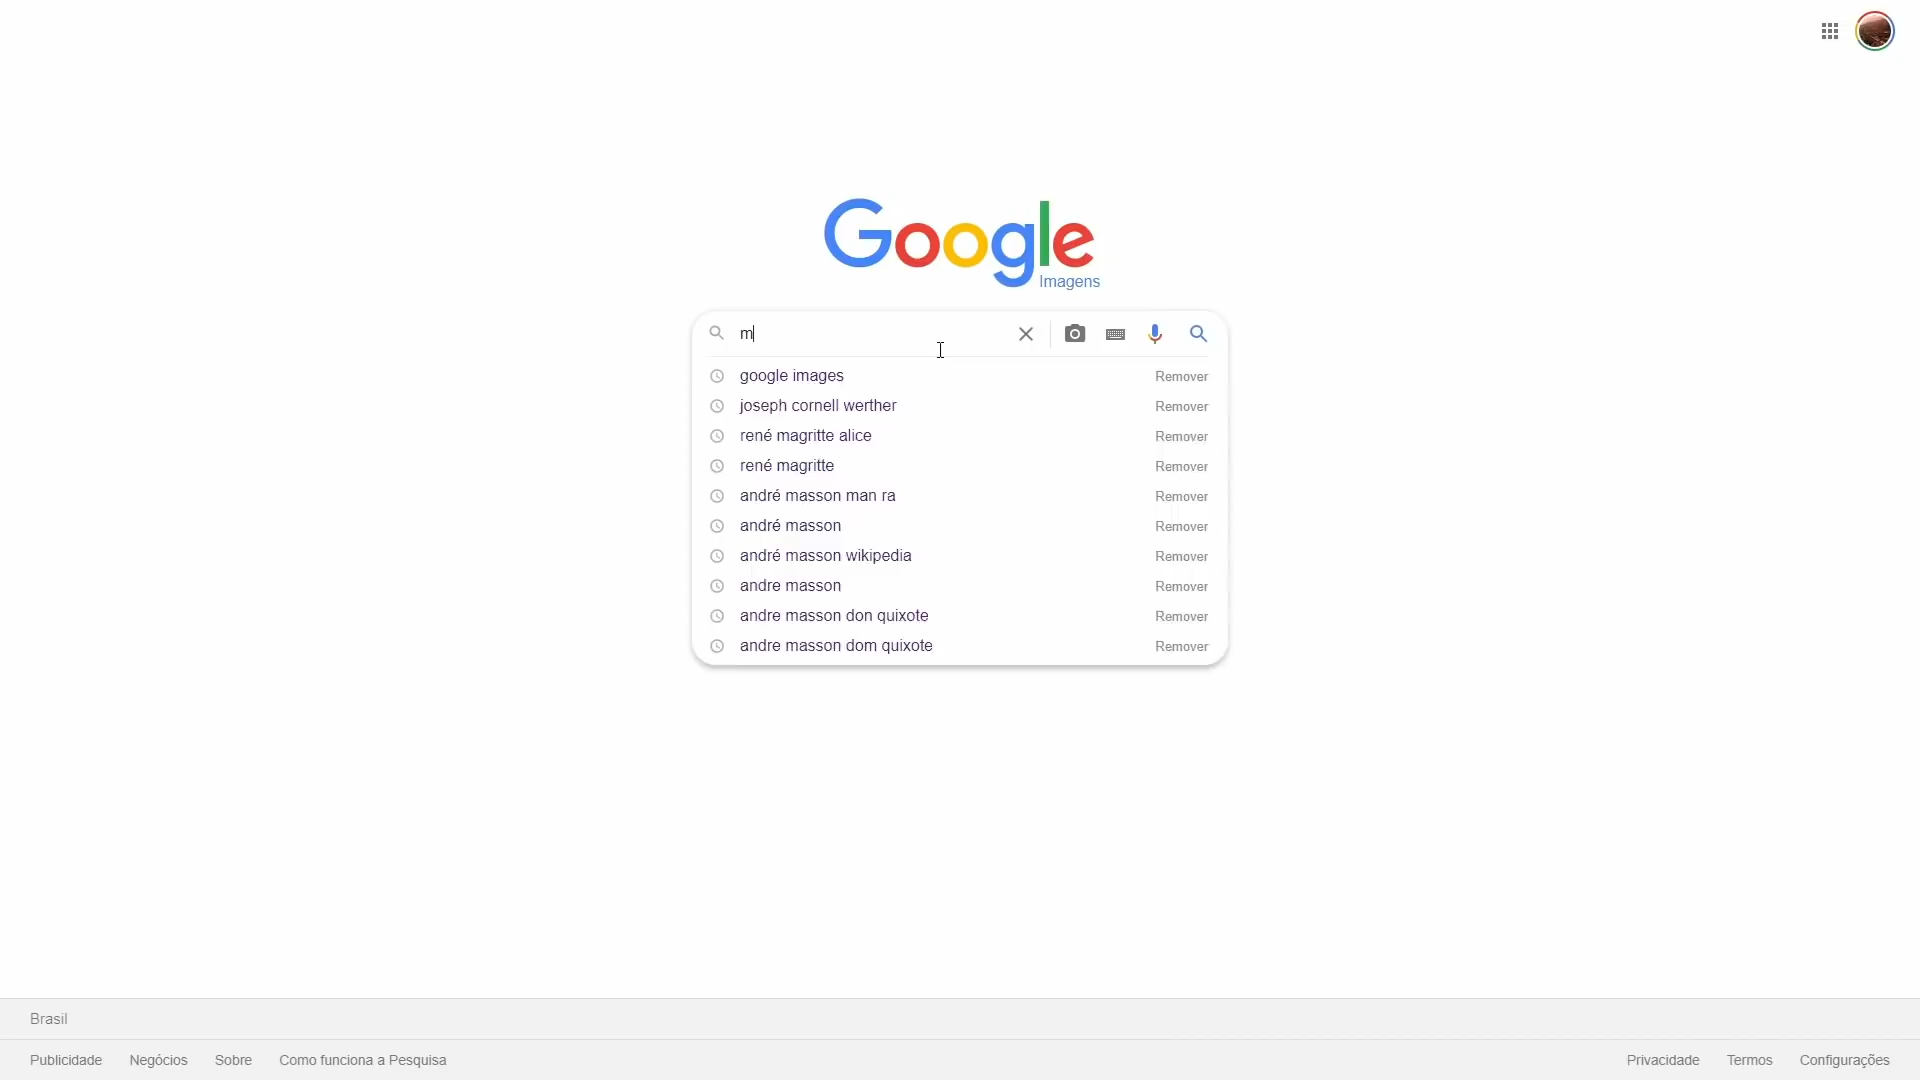 Google
Imagens
m
google images Remover
joseph cornell werther Remover
rené magritte alice Remover
rené magritte Remover
andré masson man ra Remover
andré masson Remover
andré masson wikipedia Remover
andre masson Remover
andre masson don quixote Remover
andre masson dom quixote Remover
Brasil
Publicidade Negócios Sobre Como funciona a Pesquisa Privacidade Termos Configurações